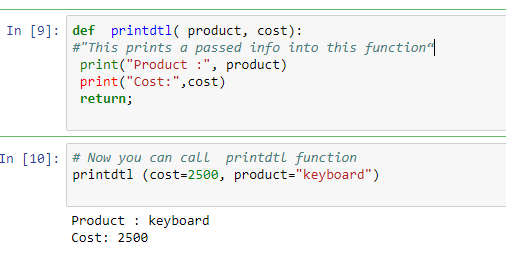 In [9]: def printdtl( product, cost):
#"This prints a passed info into this function“
print("Product :", product)
print("Cost:",cost)
return;
In [10]: # Now you can call printdtl function
printdtl (cost=2500, product="keyboard")
Product : keyboard
Cost: 2500